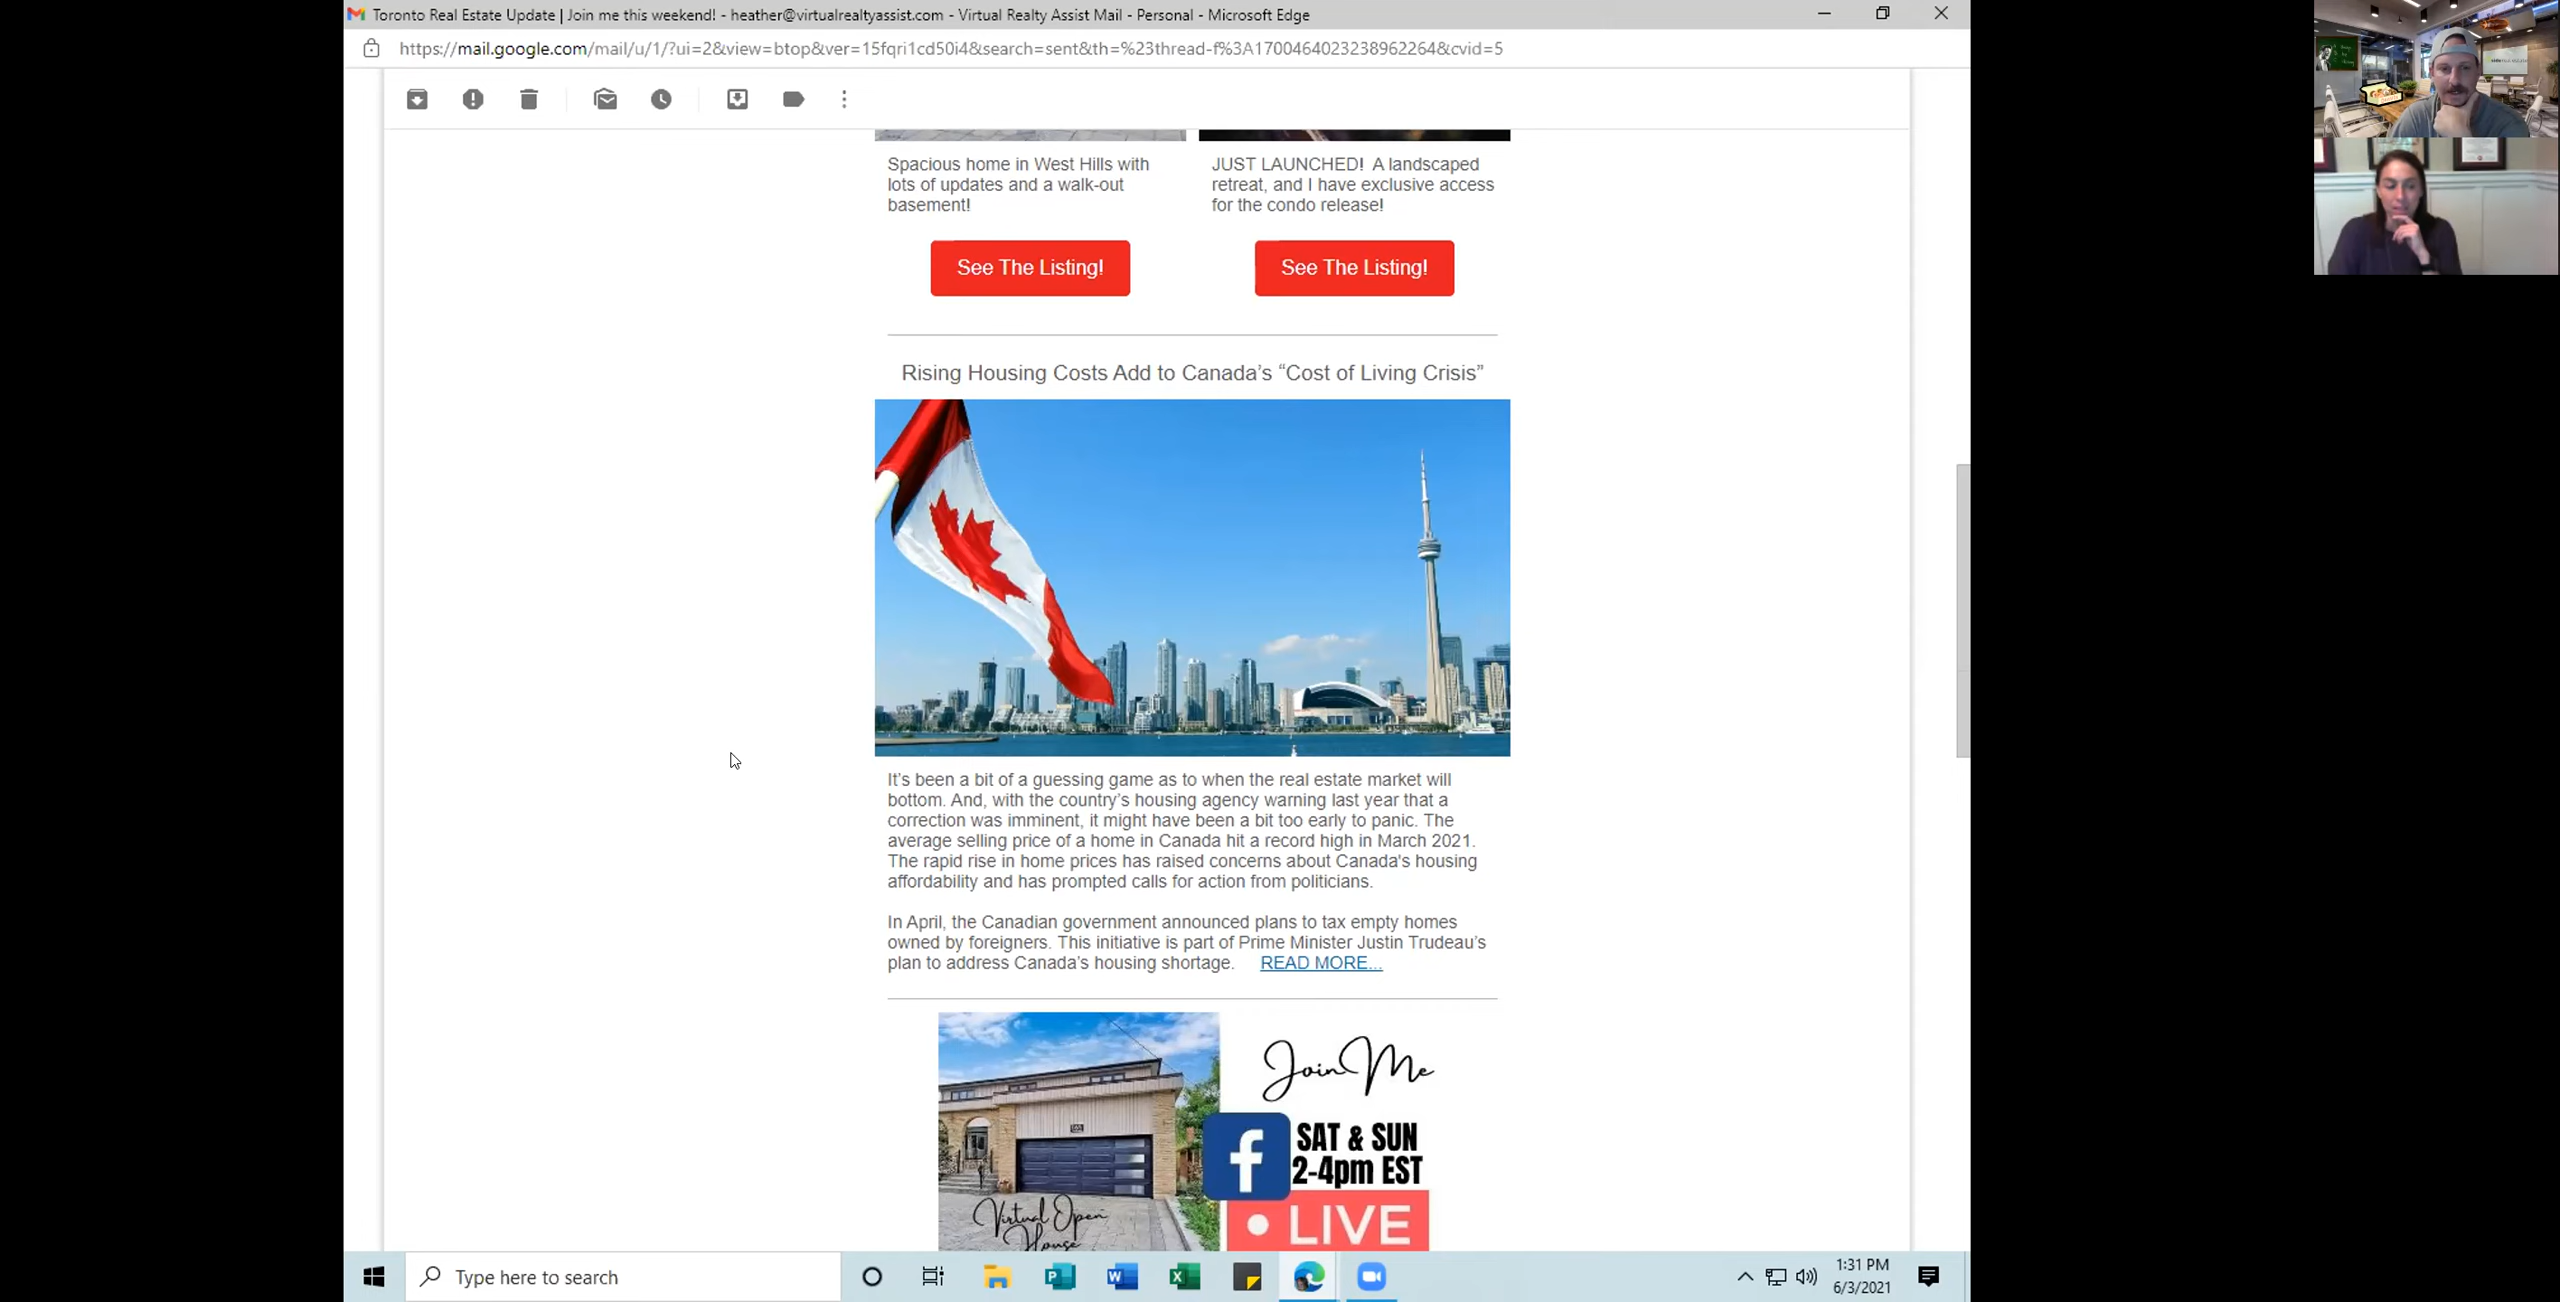 Toronto Real Estate Update | Join me this weekend! - heather@virtualrealtyassist.com - Virtual Realty Assist Mail - Personal - Microsoft Edge
https://mail.google.com/mail/u/1/?ui=2&view=btop&ver=15fqri1cd50i4&search=sent&th=%23thread-f%3A1700464023238962264&cvid=5
Spacious home in West Hills with
lots of updates and a walk-out
basement!
JUST LAUNCHED! A landscaped
retreat, and I have exclusive access
for the condo release!
See The Listing!
See The Listing!
Rising Housing Costs Add to Canada’s “Cost of Living Crisis”
It’s been a bit of a guessing game as to when the real estate market will
bottom. And, with the country’s housing agency warning last year that a
correction was imminent, it might have been a bit too early to panic. The
average selling price of a home in Canada hit a record high in March 2021.
The rapid rise in home prices has raised concerns about Canada's housing
affordability and has prompted calls for action from politicians.
In April, the Canadian government announced plans to tax empty homes
owned by foreigners. This initiative is part of Prime Minister Justin Trudeau’s
plan to address Canada’s housing shortage. READ MORE...
Join Me
SAT & SUN
2-4pm EST
LIVE
Virtual Open
House
Type here to search
1:31 PM
6/3/2021